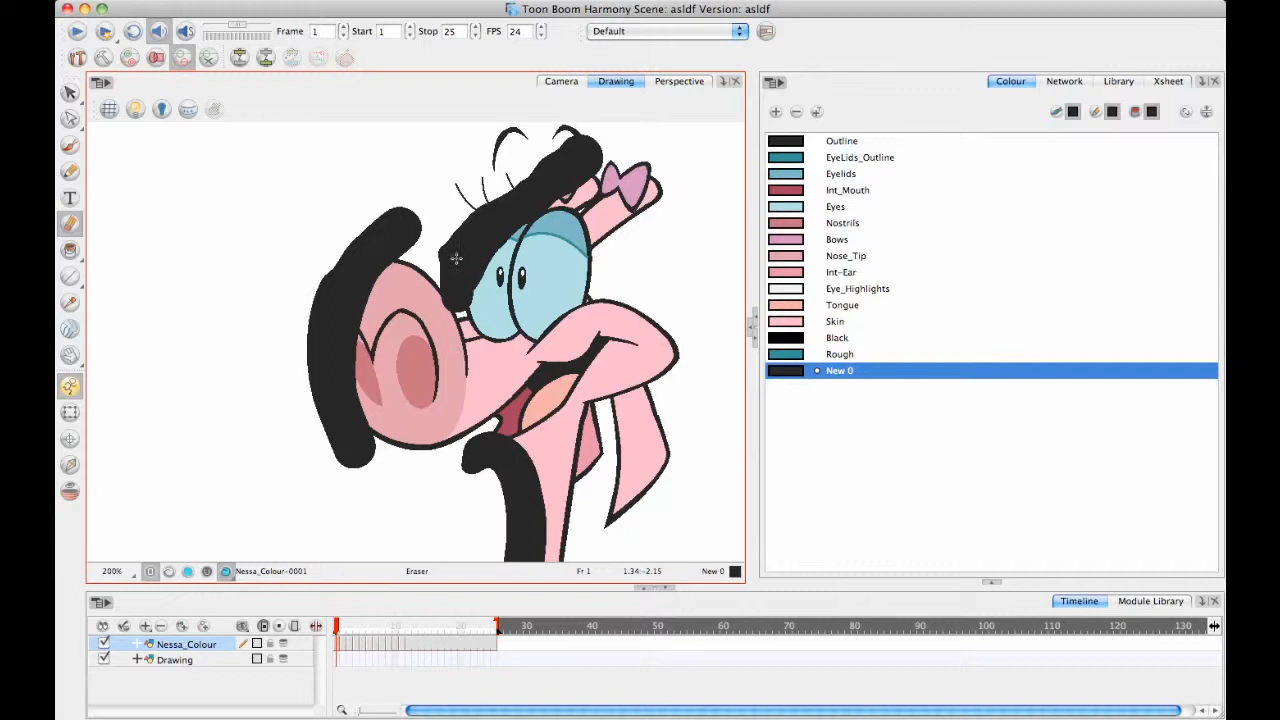 Toon Boom Harmony Scene: asldf Version: asldf
Frame 1 Start 1 Stop 25 FPS 24 Default
Camera Drawing Perspective
Colour Network Library Xsheet
Outline
EyeLids_Outline
Eyelids
Int_Mouth
Eyes
Nostrils
Bows
Nose_Tip
Int-Ear
Eye_Highlights
Tongue
Skin
Black
Rough
New 0
200% Nessa_Colour-0001 Eraser Fr 1 1.34:-2.15 New 0
Timeline Module Library
10 20 30 40 50 60 70 80 90 100 110 120 130
Nessa_Colour
Drawing